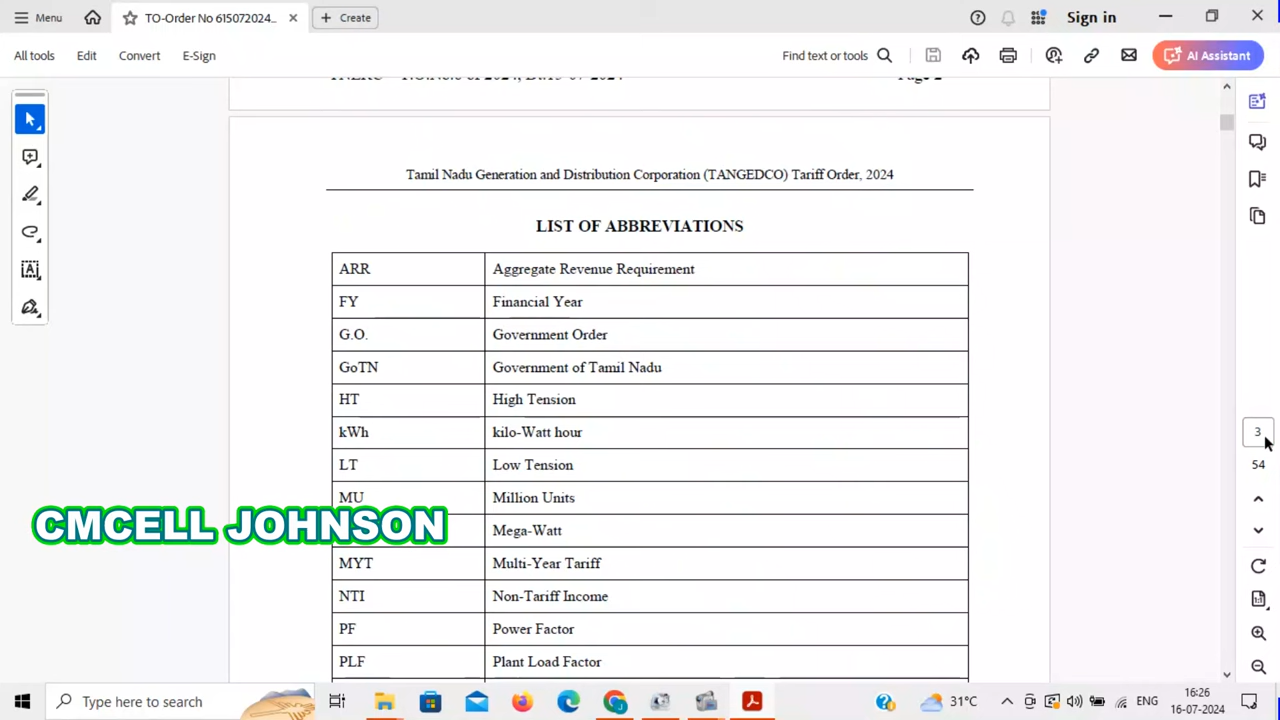 Menu
TO-Order No 615072024...
Create
Sign in
All tools
Edit
Convert
E-Sign
Find text or tools
AI Assistant
Tamil Nadu Generation and Distribution Corporation (TANGEDCO) Tariff Order, 2024
LIST OF ABBREVIATIONS
ARR Aggregate Revenue Requirement
FY Financial Year
G.O. Government Order
GoTN Government of Tamil Nadu
HT High Tension
kWh kilo-Watt hour
LT Low Tension
MU Million Units
Mega-Watt
MYT Multi-Year Tariff
NTI Non-Tariff Income
PF Power Factor
PLF Plant Load Factor
CMCELL JOHNSON
3
54
Type here to search
31°C
ENG
16:26
16-07-2024